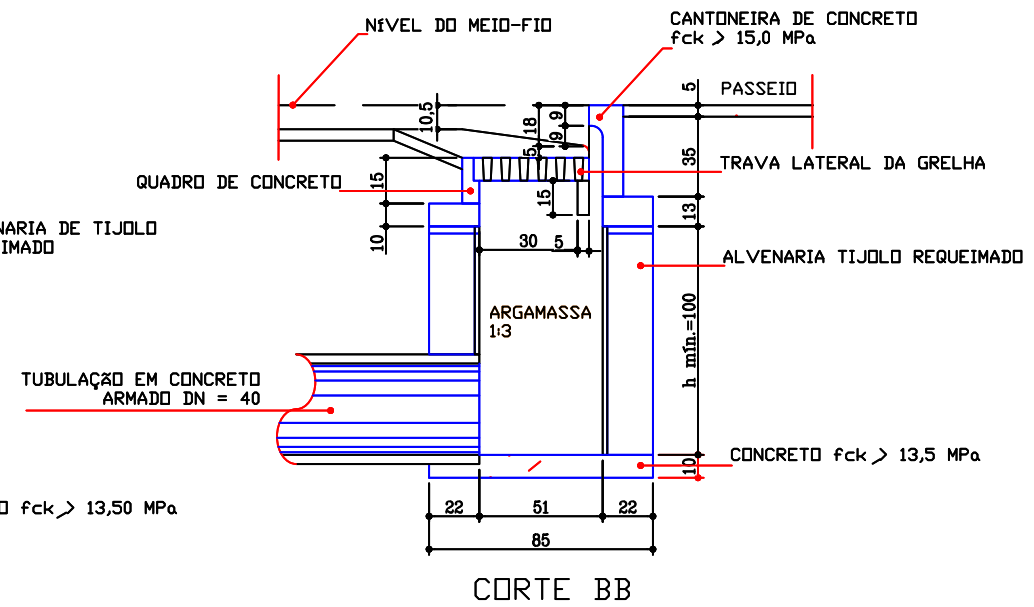 NÍVEL DO MEIO-FIO
CANTONEIRA DE CONCRETO
fck > 15,0 MPa
PASSEIO
5
10,5
18
9
9
5
35
TRAVA LATERAL DA GRELHA
QUADRO DE CONCRETO
15
15
13
NARIA DE TIJOLO
IMADO
10
30
5
ALVENARIA TIJOLO REQUEIMADO
ARGAMASSA
1:3
h mín.=100
TUBULAÇÃO EM CONCRETO
ARMADO DN = 40
CONCRETO fck > 13,5 MPa
10
O fck > 13,50 MPa
22
51
22
85
CORTE BB